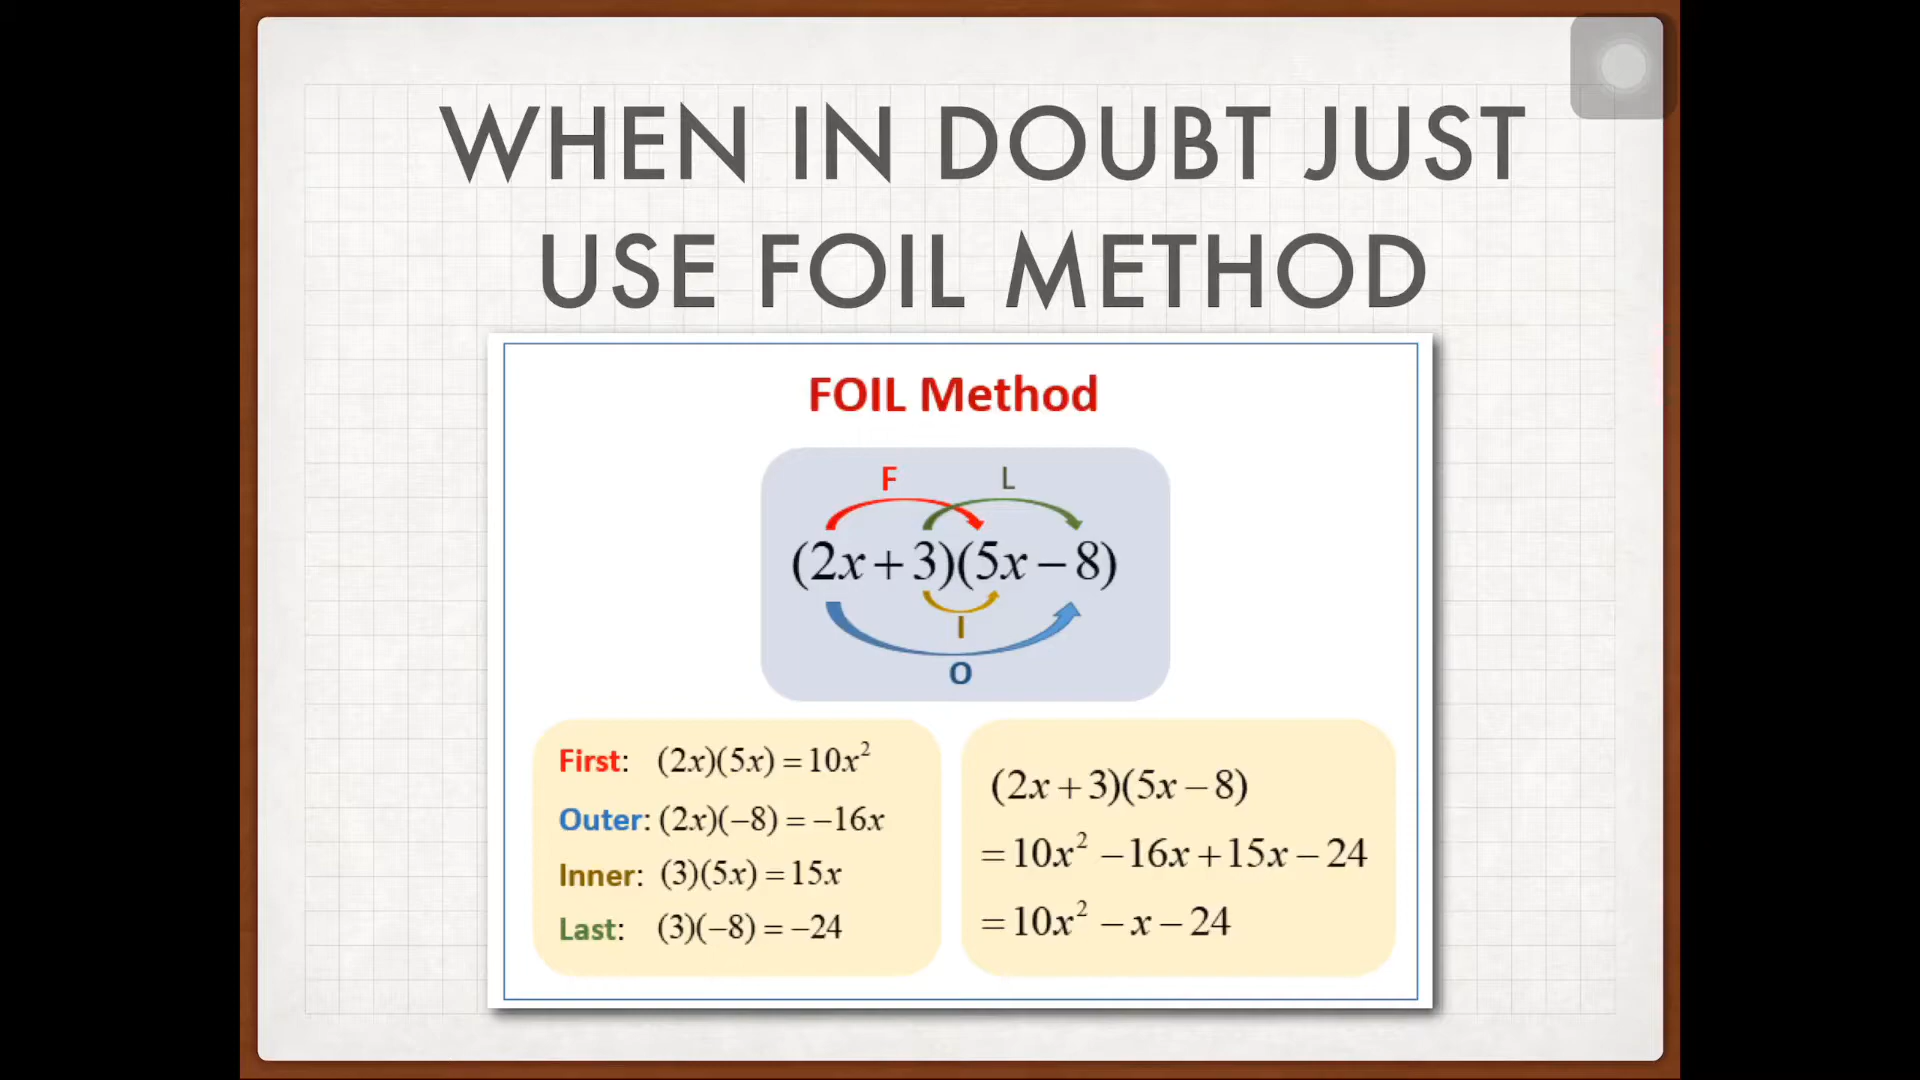 WHEN IN DOUBT JUST
USE FOIL METHOD
FOIL Method
F L
(2x+3)(5x−8)
I
O
First: (2x)(5x) = 10x²
Outer: (2x)(−8) = −16x
Inner: (3)(5x) = 15x
Last: (3)(−8) = −24
(2x+3)(5x−8)
= 10x² −16x+15x−24
= 10x² − x − 24